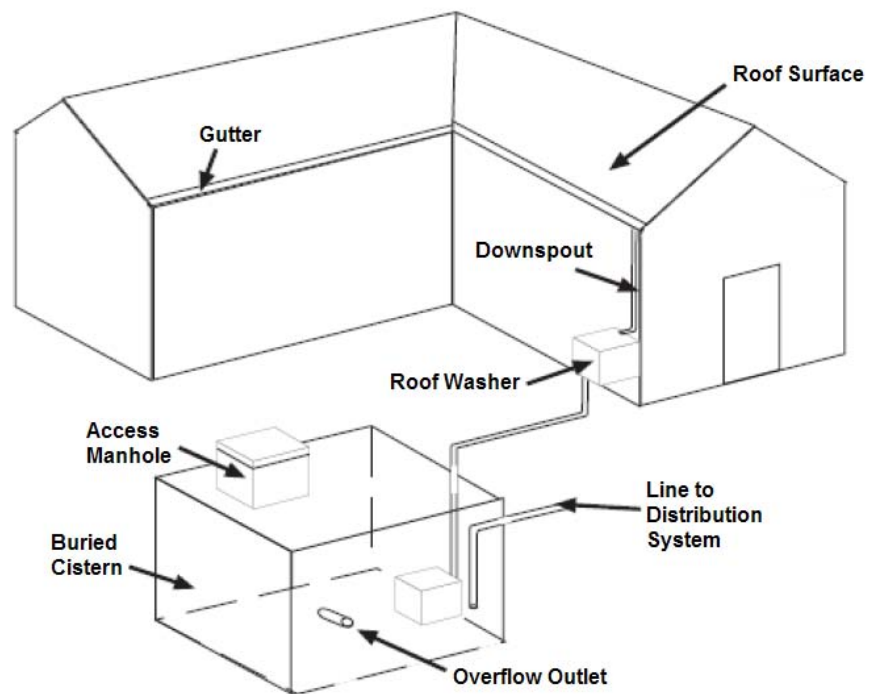 Roof Surface
Gutter
Downspout
Roof Washer
Access
Manhole
Line to
Distribution
System
Buried
Cistern
Overflow Outlet